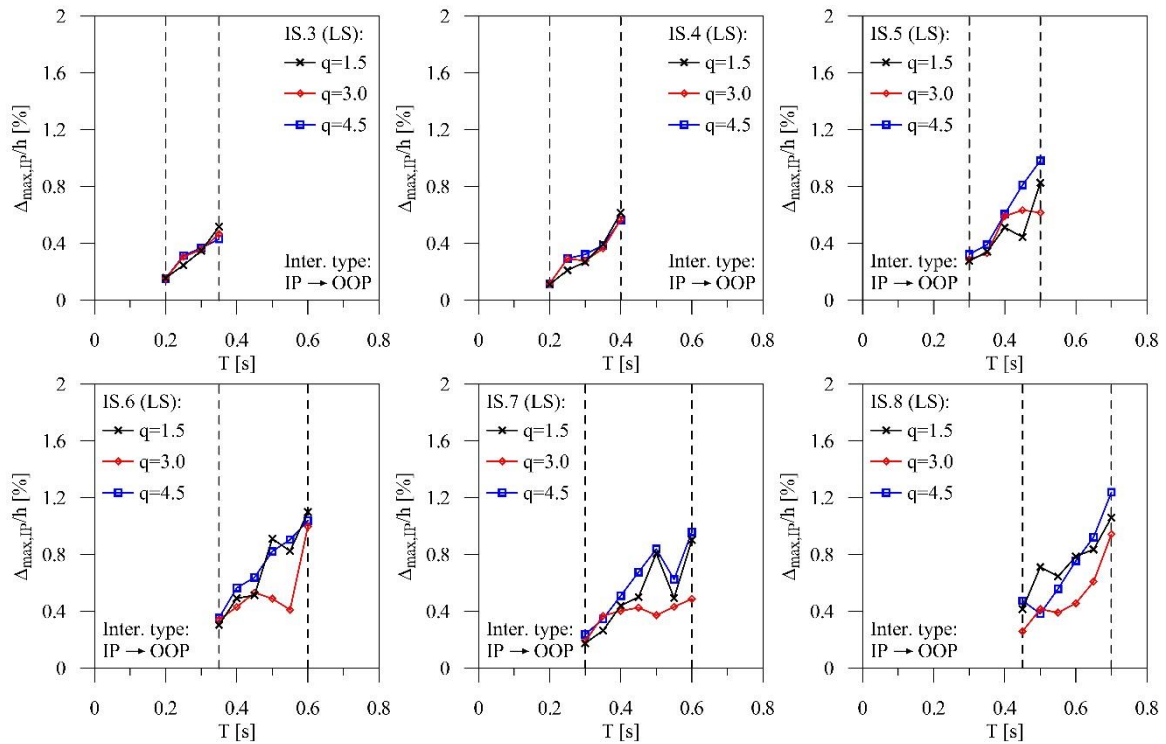 2
1.6
1.2
0.8
0.4
0
Δmax,IP/h [%]
IS.3 (LS):
q=1.5
q=3.0
q=4.5
Inter. type:
IP → OOP
0 0.2 0.4 0.6 0.8
T [s]
2
1.6
1.2
0.8
0.4
0
Δmax,IP/h [%]
IS.4 (LS):
q=1.5
q=3.0
q=4.5
Inter. type:
IP → OOP
0 0.2 0.4 0.6 0.8
T [s]
2
1.6
1.2
0.8
0.4
0
Δmax,IP/h [%]
IS.5 (LS):
q=1.5
q=3.0
q=4.5
Inter. type:
IP → OOP
0 0.2 0.4 0.6 0.8
T [s]
2
1.6
1.2
0.8
0.4
0
Δmax,IP/h [%]
IS.6 (LS):
q=1.5
q=3.0
q=4.5
Inter. type:
IP → OOP
0 0.2 0.4 0.6 0.8
T [s]
2
1.6
1.2
0.8
0.4
0
Δmax,IP/h [%]
IS.7 (LS):
q=1.5
q=3.0
q=4.5
Inter. type:
IP → OOP
0 0.2 0.4 0.6 0.8
T [s]
2
1.6
1.2
0.8
0.4
0
Δmax,IP/h [%]
IS.8 (LS):
q=1.5
q=3.0
q=4.5
Inter. type:
IP → OOP
0 0.2 0.4 0.6 0.8
T [s]